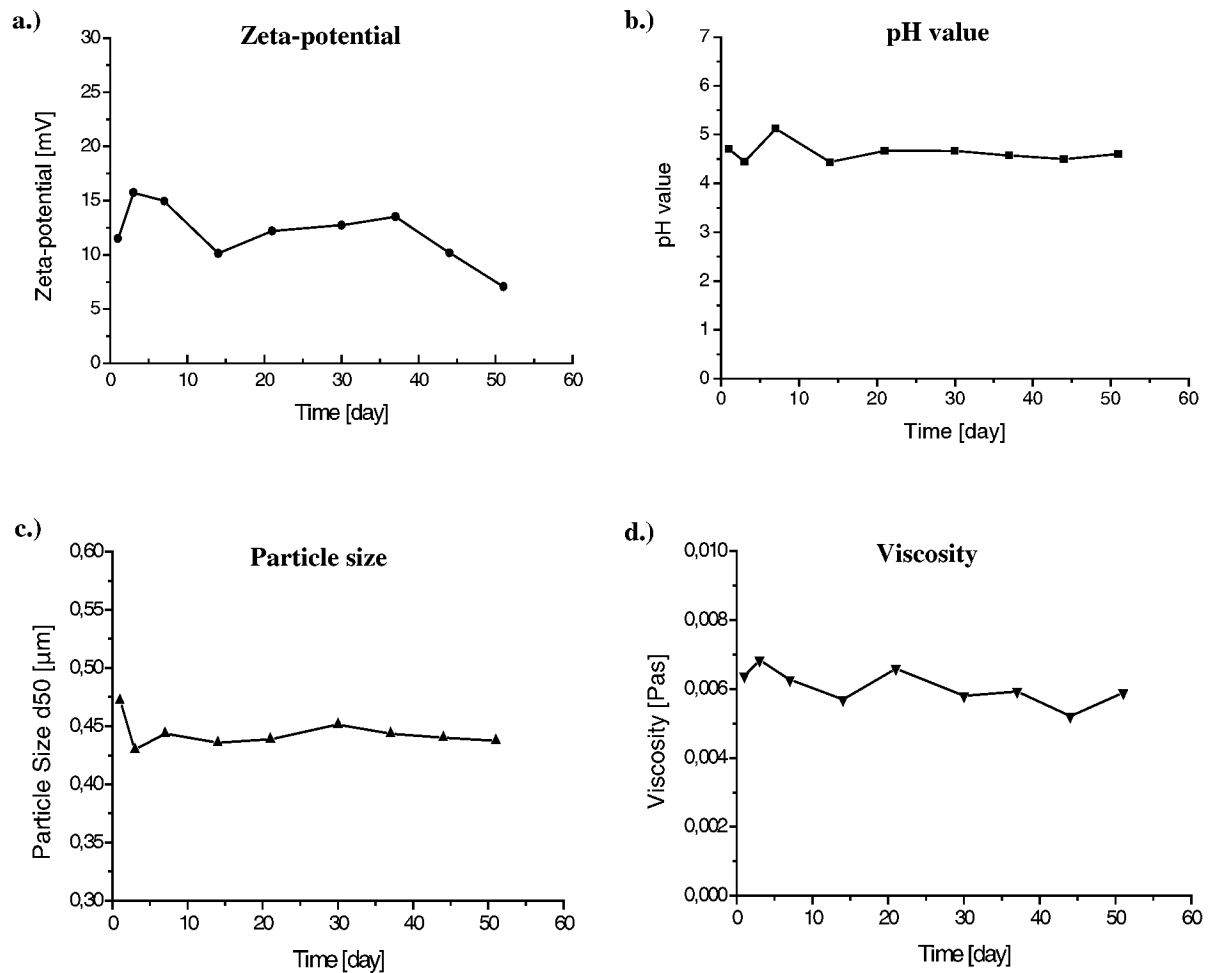 a.)
Zeta-potential
30
25
20
15
10
5
0
Zeta-potential [mV]
0 10 20 30 40 50 60
Time [day]
b.)
pH value
7
6
5
4
3
2
1
0
pH value
0 10 20 30 40 50 60
Time [day]
c.)
Particle size
0,60
0,55
0,50
0,45
0,40
0,35
0,30
Particle Size d50 [µm]
0 10 20 30 40 50 60
Time [day]
d.)
Viscosity
0,010
0,008
0,006
0,004
0,002
0,000
Viscosity [Pas]
0 10 20 30 40 50 60
Time [day]